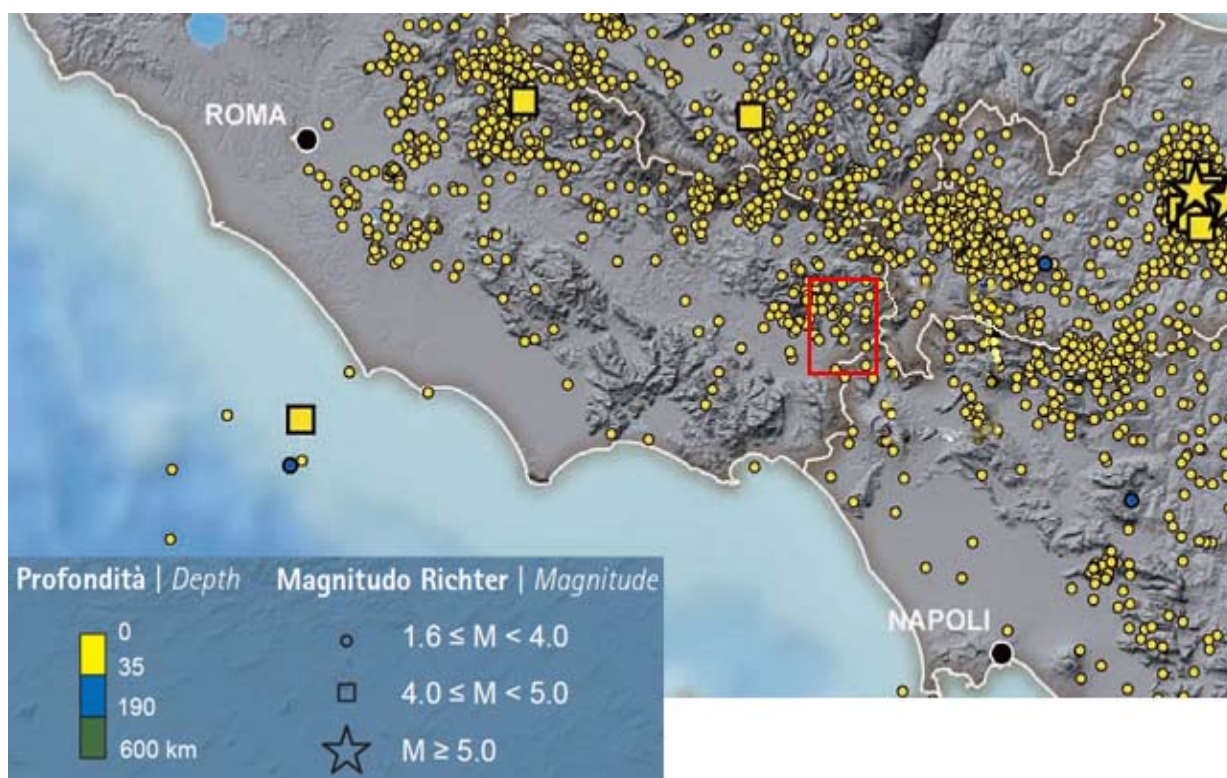 ROMA
NAPOLI
Profondità | Depth
0
35
190
600 km
Magnitudo Richter | Magnitude
1.6 ≤ M < 4.0
4.0 ≤ M < 5.0
M ≥ 5.0